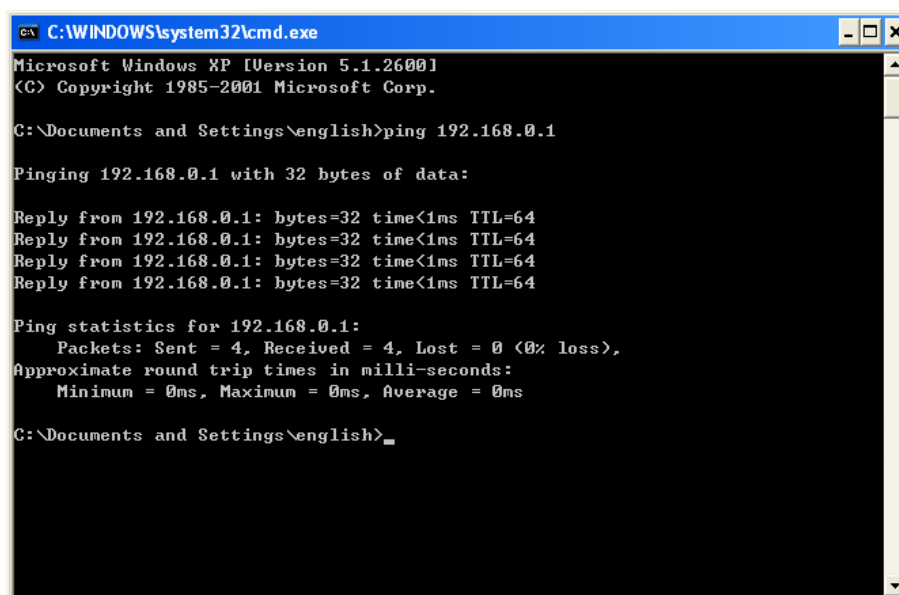 C:\WINDOWS\system32\cmd.exe
Microsoft Windows XP [Version 5.1.2600]
(C) Copyright 1985-2001 Microsoft Corp.
C:\Documents and Settings\english>ping 192.168.0.1
Pinging 192.168.0.1 with 32 bytes of data:
Reply from 192.168.0.1: bytes=32 time<1ms TTL=64
Reply from 192.168.0.1: bytes=32 time<1ms TTL=64
Reply from 192.168.0.1: bytes=32 time<1ms TTL=64
Reply from 192.168.0.1: bytes=32 time<1ms TTL=64
Ping statistics for 192.168.0.1:
    Packets: Sent = 4, Received = 4, Lost = 0 (0% loss),
Approximate round trip times in milli-seconds:
    Minimum = 0ms, Maximum = 0ms, Average = 0ms
C:\Documents and Settings\english>_